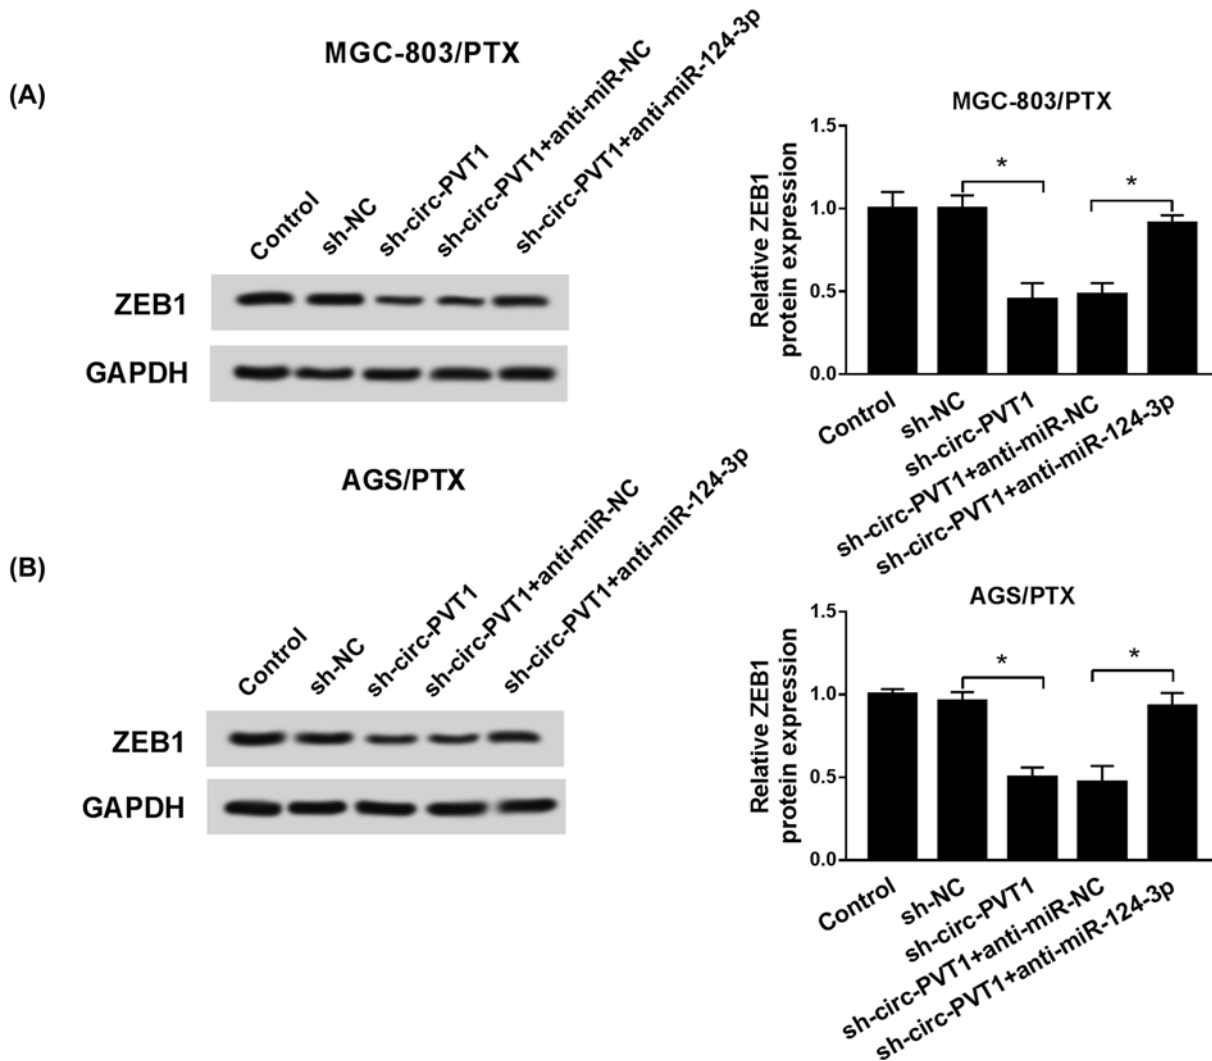 (A)
MGC-803/PTX
Control
sh-NC
sh-circ-PVT1
sh-circ-PVT1+anti-miR-NC
sh-circ-PVT1+anti-miR-124-3p
ZEB1
GAPDH
MGC-803/PTX
Relative ZEB1
protein expression
1.5
1.0
0.5
0.0
*
*
Control
sh-NC
sh-circ-PVT1
sh-circ-PVT1+anti-miR-NC
sh-circ-PVT1+anti-miR-124-3p
(B)
AGS/PTX
Control
sh-NC
sh-circ-PVT1
sh-circ-PVT1+anti-miR-NC
sh-circ-PVT1+anti-miR-124-3p
ZEB1
GAPDH
AGS/PTX
Relative ZEB1
protein expression
1.5
1.0
0.5
0.0
*
*
Control
sh-NC
sh-circ-PVT1
sh-circ-PVT1+anti-miR-NC
sh-circ-PVT1+anti-miR-124-3p